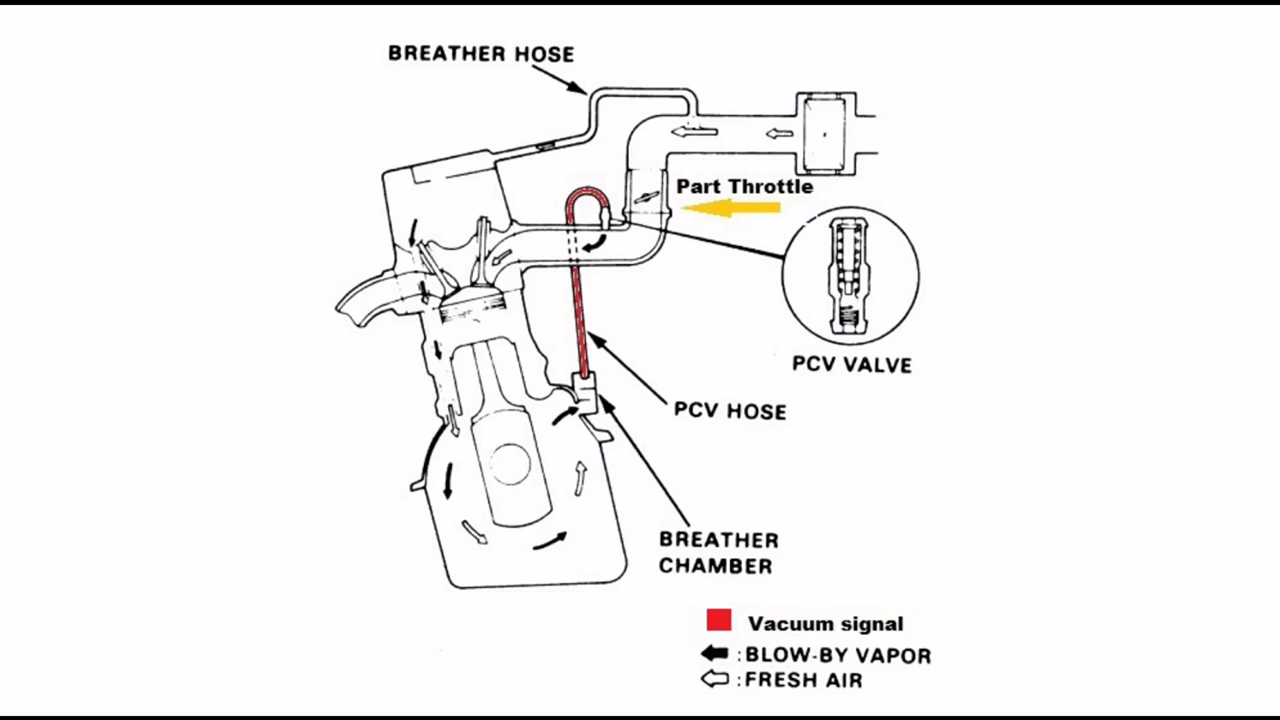 BREATHER HOSE
Part Throttle
PCV VALVE
PCV HOSE
BREATHER
CHAMBER
Vacuum signal
:BLOW-BY VAPOR
:FRESH AIR